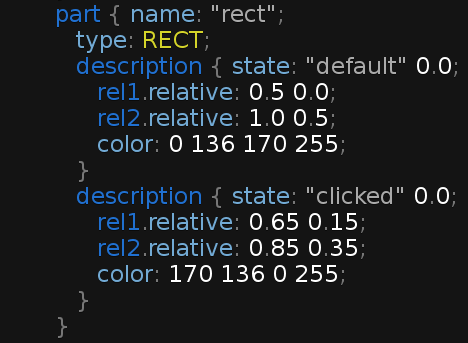 part { name: "rect";
type: RECT;
description { state: "default" 0.0;
rel1.relative: 0.5 0.0;
rel2.relative: 1.0 0.5;
color: 0 136 170 255;
}
description { state: "clicked" 0.0;
rel1.relative: 0.65 0.15;
rel2.relative: 0.85 0.35;
color: 170 136 0 255;
}
}